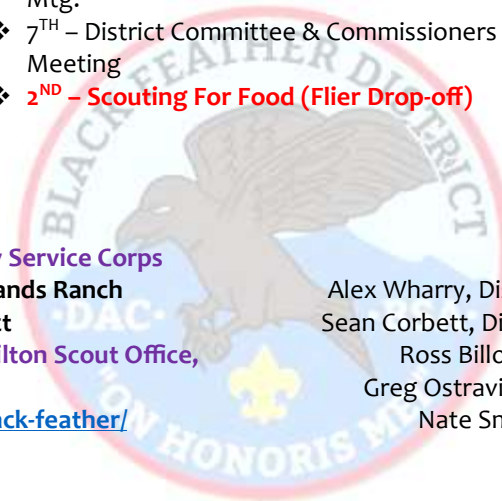 Mtg.
❖ 7TH – District Committee & Commissioners
Meeting
❖ 2ND – Scouting For Food (Flier Drop-off)
BLACK FEATHER DISTRICT
Service Corps
ands Ranch
Alex Wharry, Di
Sean Corbett, Di
ilton Scout Office,
Ross Billo
Greg Ostravi
ack-feather/
Nate Sn
DAC
"ON HONORIS